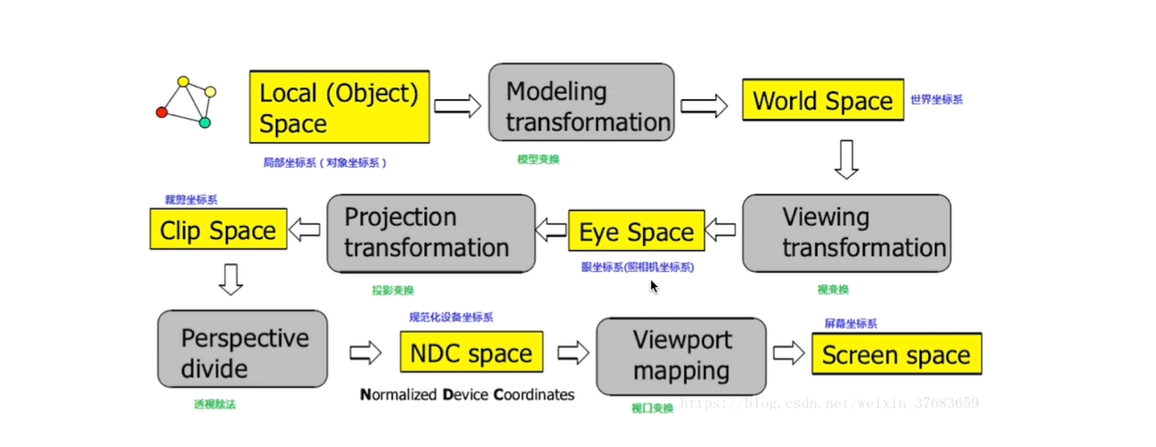 Local (Object)
Space
局部坐标系（对象坐标系）
Modeling
transformation
模型变换
World Space
世界坐标系
Viewing
transformation
视变换
Eye Space
眼坐标系(照相机坐标系)
Projection
transformation
投影变换
裁剪坐标系
Clip Space
Perspective
divide
透视除法
规范化设备坐标系
NDC space
Normalized Device Coordinates
Viewport
mapping
视口变换
屏幕坐标系
Screen space
https://blog.csdn.net/weixin_37683659